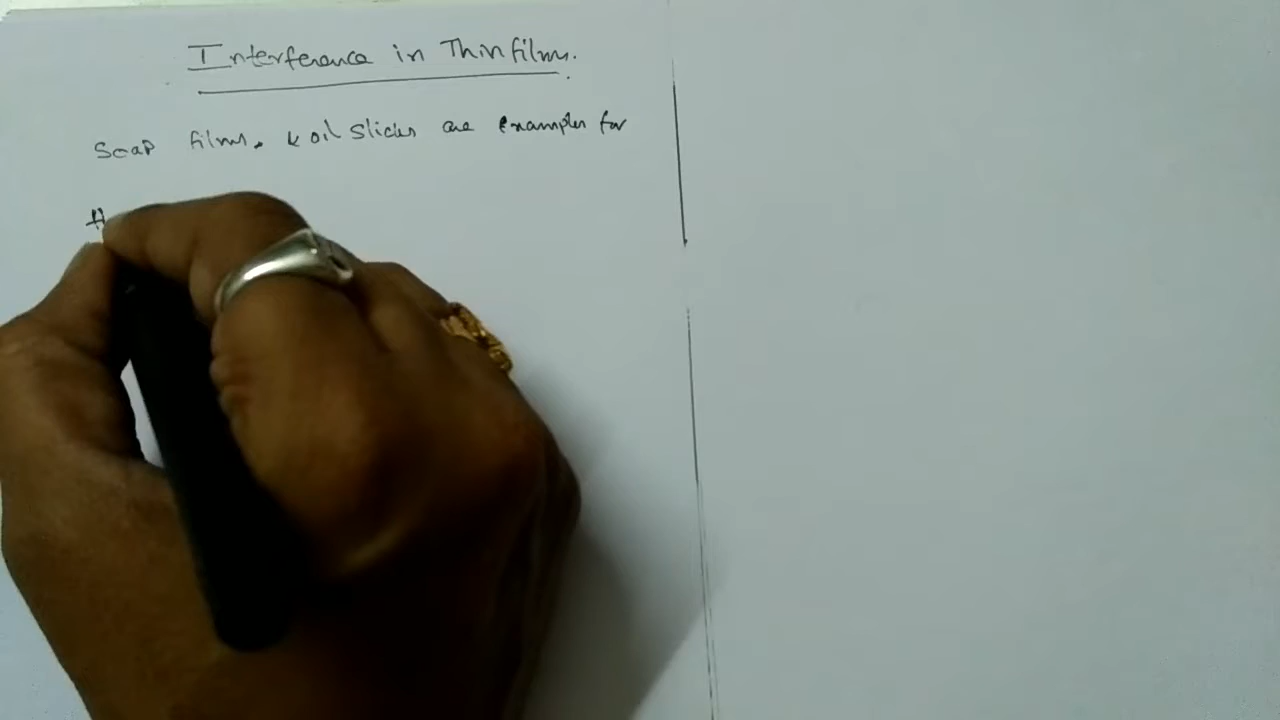 Interference in Thin films.
Soap films. & oil slicks are examples for